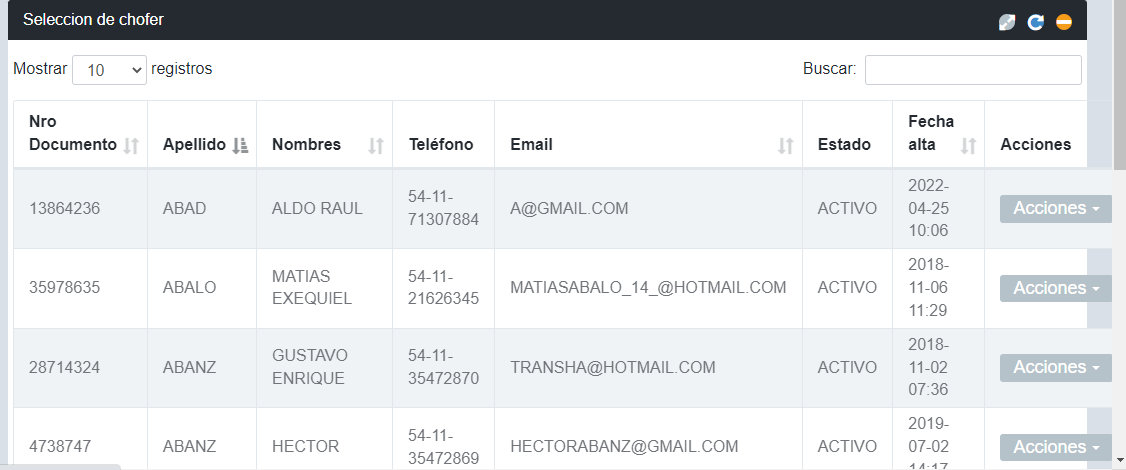 Seleccion de chofer
Mostrar 10 registros Buscar:
Nro Fecha
Documento Apellido Nombres Teléfono Email Estado alta Acciones
2022-
54-11- 04-25
13864236 ABAD ALDO RAUL 71307884 A@GMAIL.COM ACTIVO 10:06 Acciones
2018-
MATIAS 54-11- 11-06
35978635 ABALO EXEQUIEL 21626345 MATIASABALO_14_@HOTMAIL.COM ACTIVO 11:29 Acciones
2018-
GUSTAVO 54-11- 11-02
28714324 ABANZ ENRIQUE 35472870 TRANSHA@HOTMAIL.COM ACTIVO 07:36 Acciones
2019-
54-11- 07-02
4738747 ABANZ HECTOR 35472869 HECTORABANZ@GMAIL.COM ACTIVO 14:17 Acciones